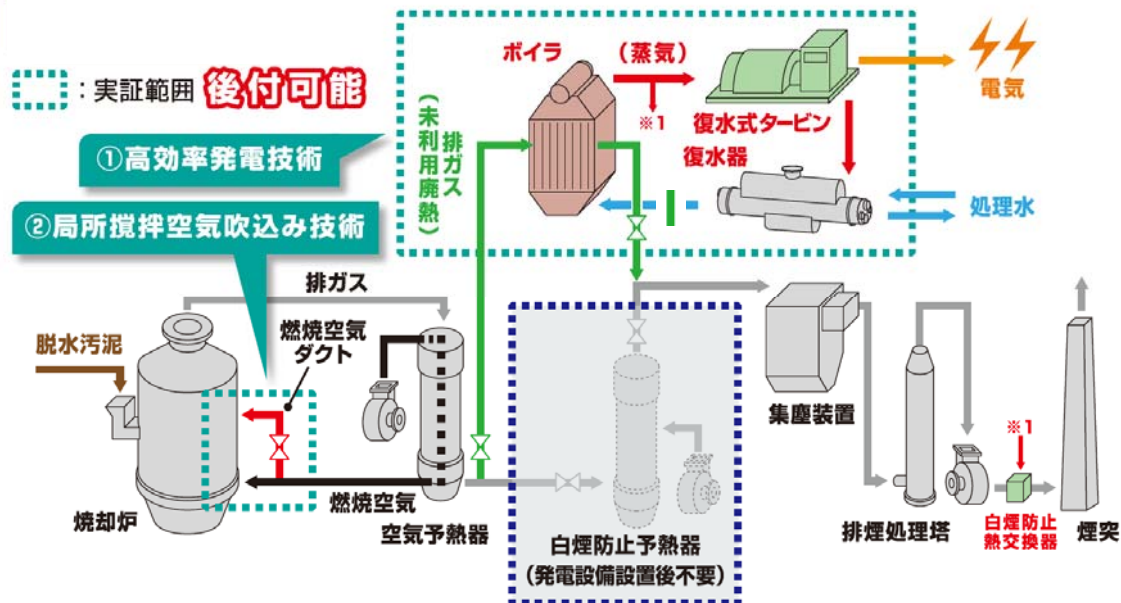 ：実証範囲 後付可能
①高効率発電技術
②局所撹拌空気吹込み技術
ボイラ
（蒸気）
※1
復水式タービン
復水器
電気
処理水
排ガス
（未利用廃熱）
排ガス
脱水汚泥
燃焼空気
ダクト
焼却炉
燃焼空気
空気予熱器
白煙防止予熱器
（発電設備設置後不要）
集塵装置
排煙処理塔
※1
白煙防止
熱交換器
煙突